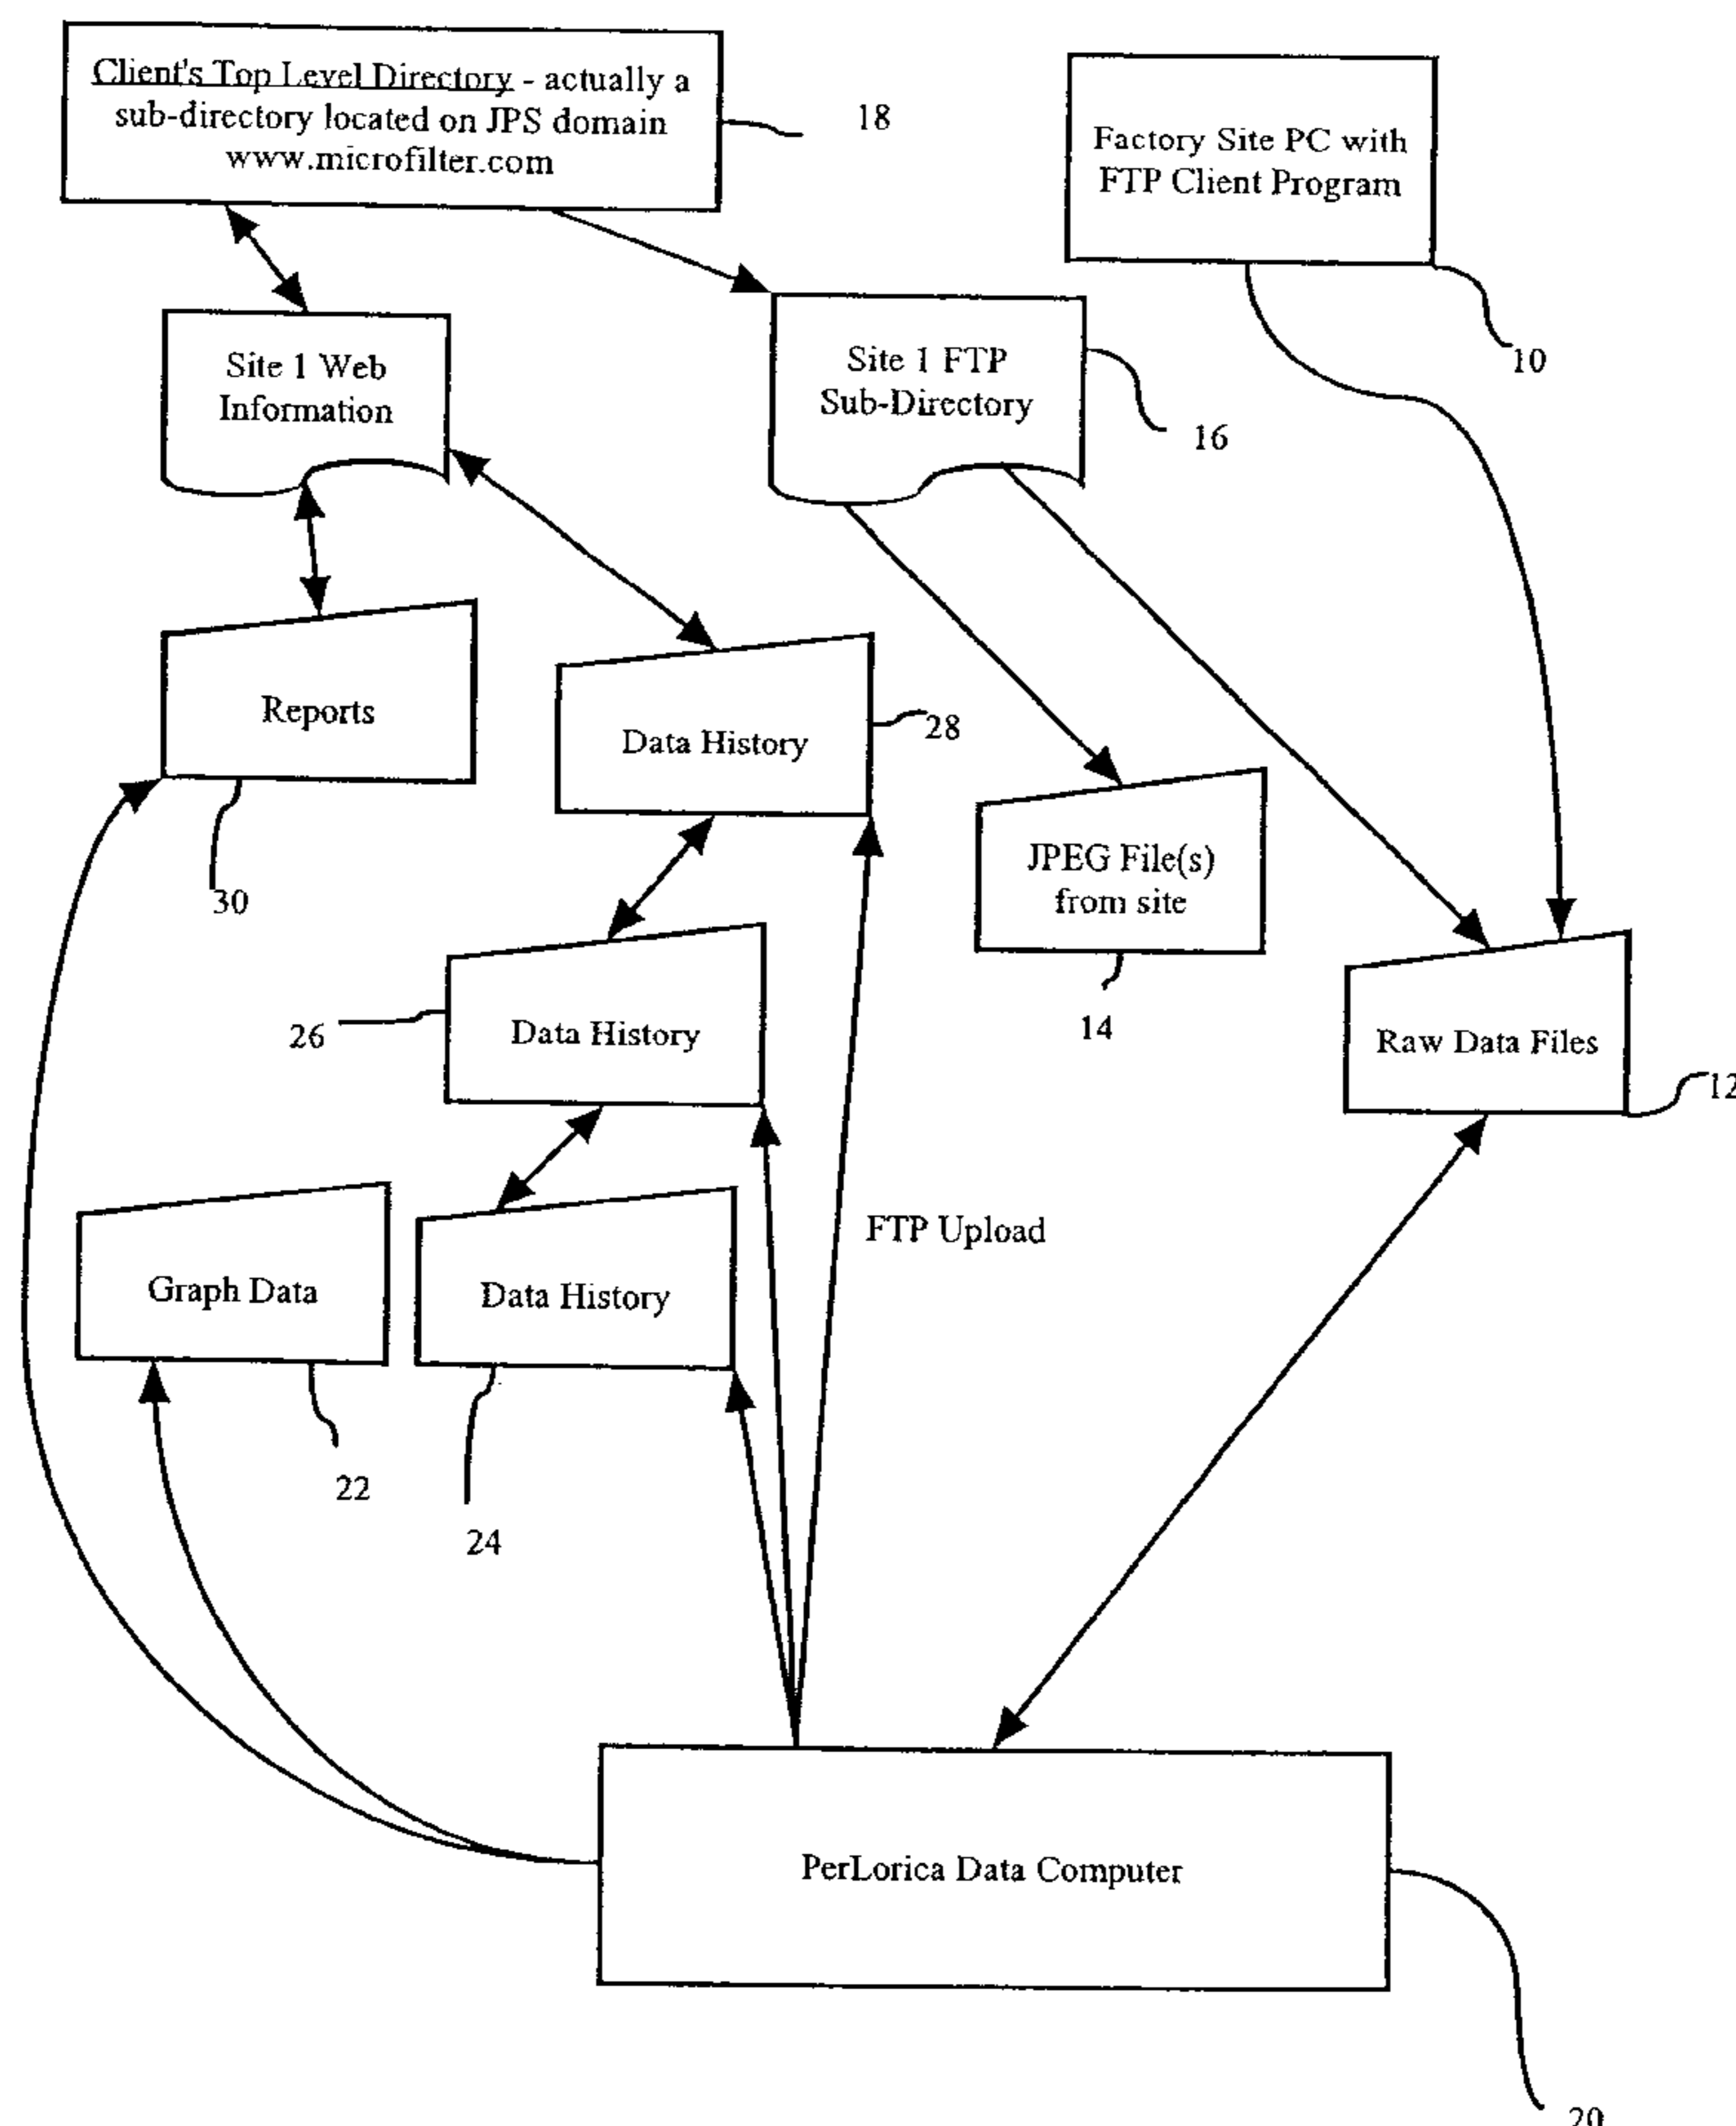 Client's Top Level Directory - actually a
sub-directory located on JPS domain
www.microfilter.com
18
Factory Site PC with
FTP Client Program
10
Site 1 Web
Information
Site 1 FTP
Sub-Directory
16
Reports
30
Data History
28
JPEG File(s)
from site
14
Data History
26
Raw Data Files
12
Graph Data
22
Data History
24
FTP Upload
PerLorica Data Computer
20